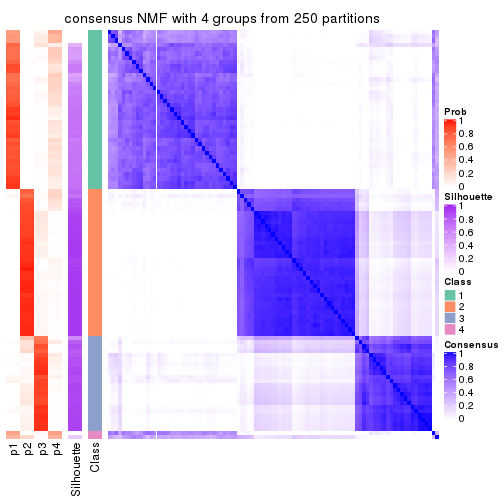 consensus NMF with 4 groups from 250 partitions
Prob
1
0.8
0.6
0.4
0.2
0
Silhouette
1
0.8
0.6
0.4
0.2
0
Class
1
2
3
4
Consensus
1
0.8
0.6
0.4
0.2
0
p1
p2
p3
p4
Silhouette
Class